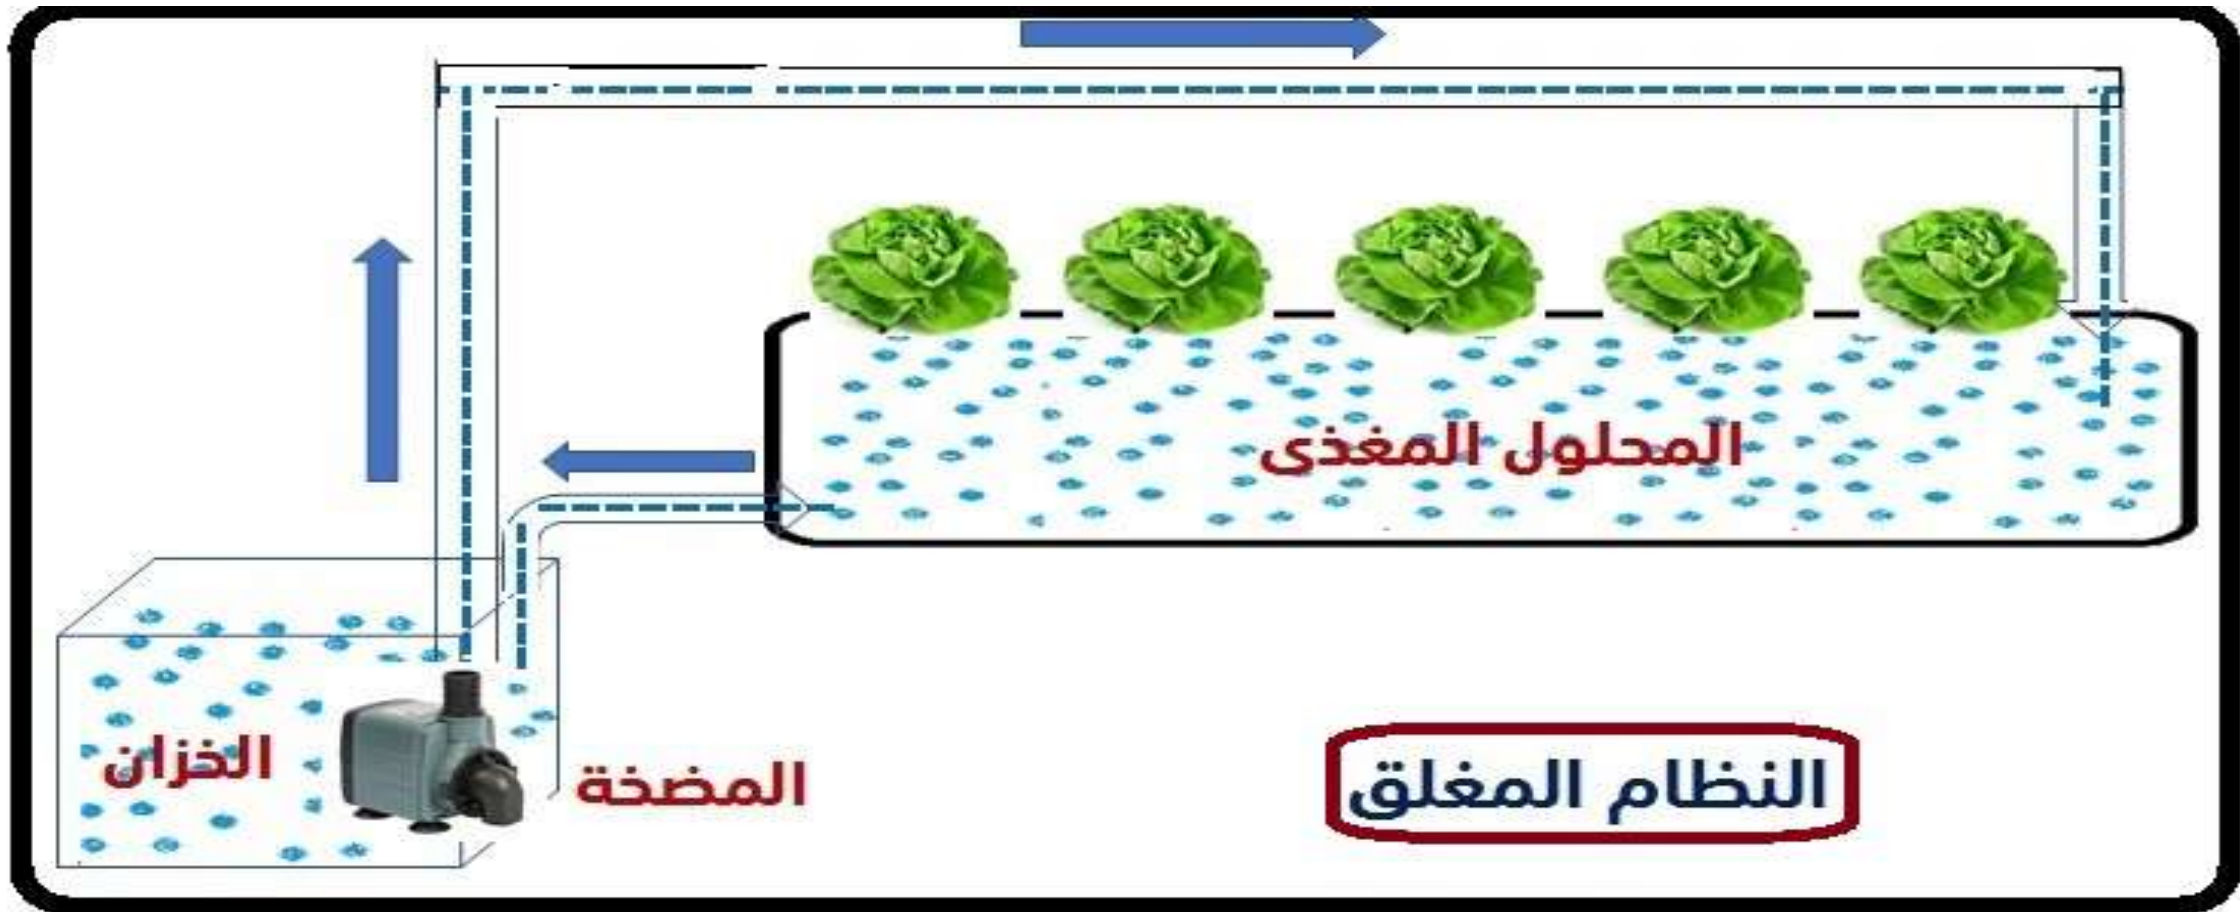 المحلول المغذى
الخزان
المضخة
النظام المغلق